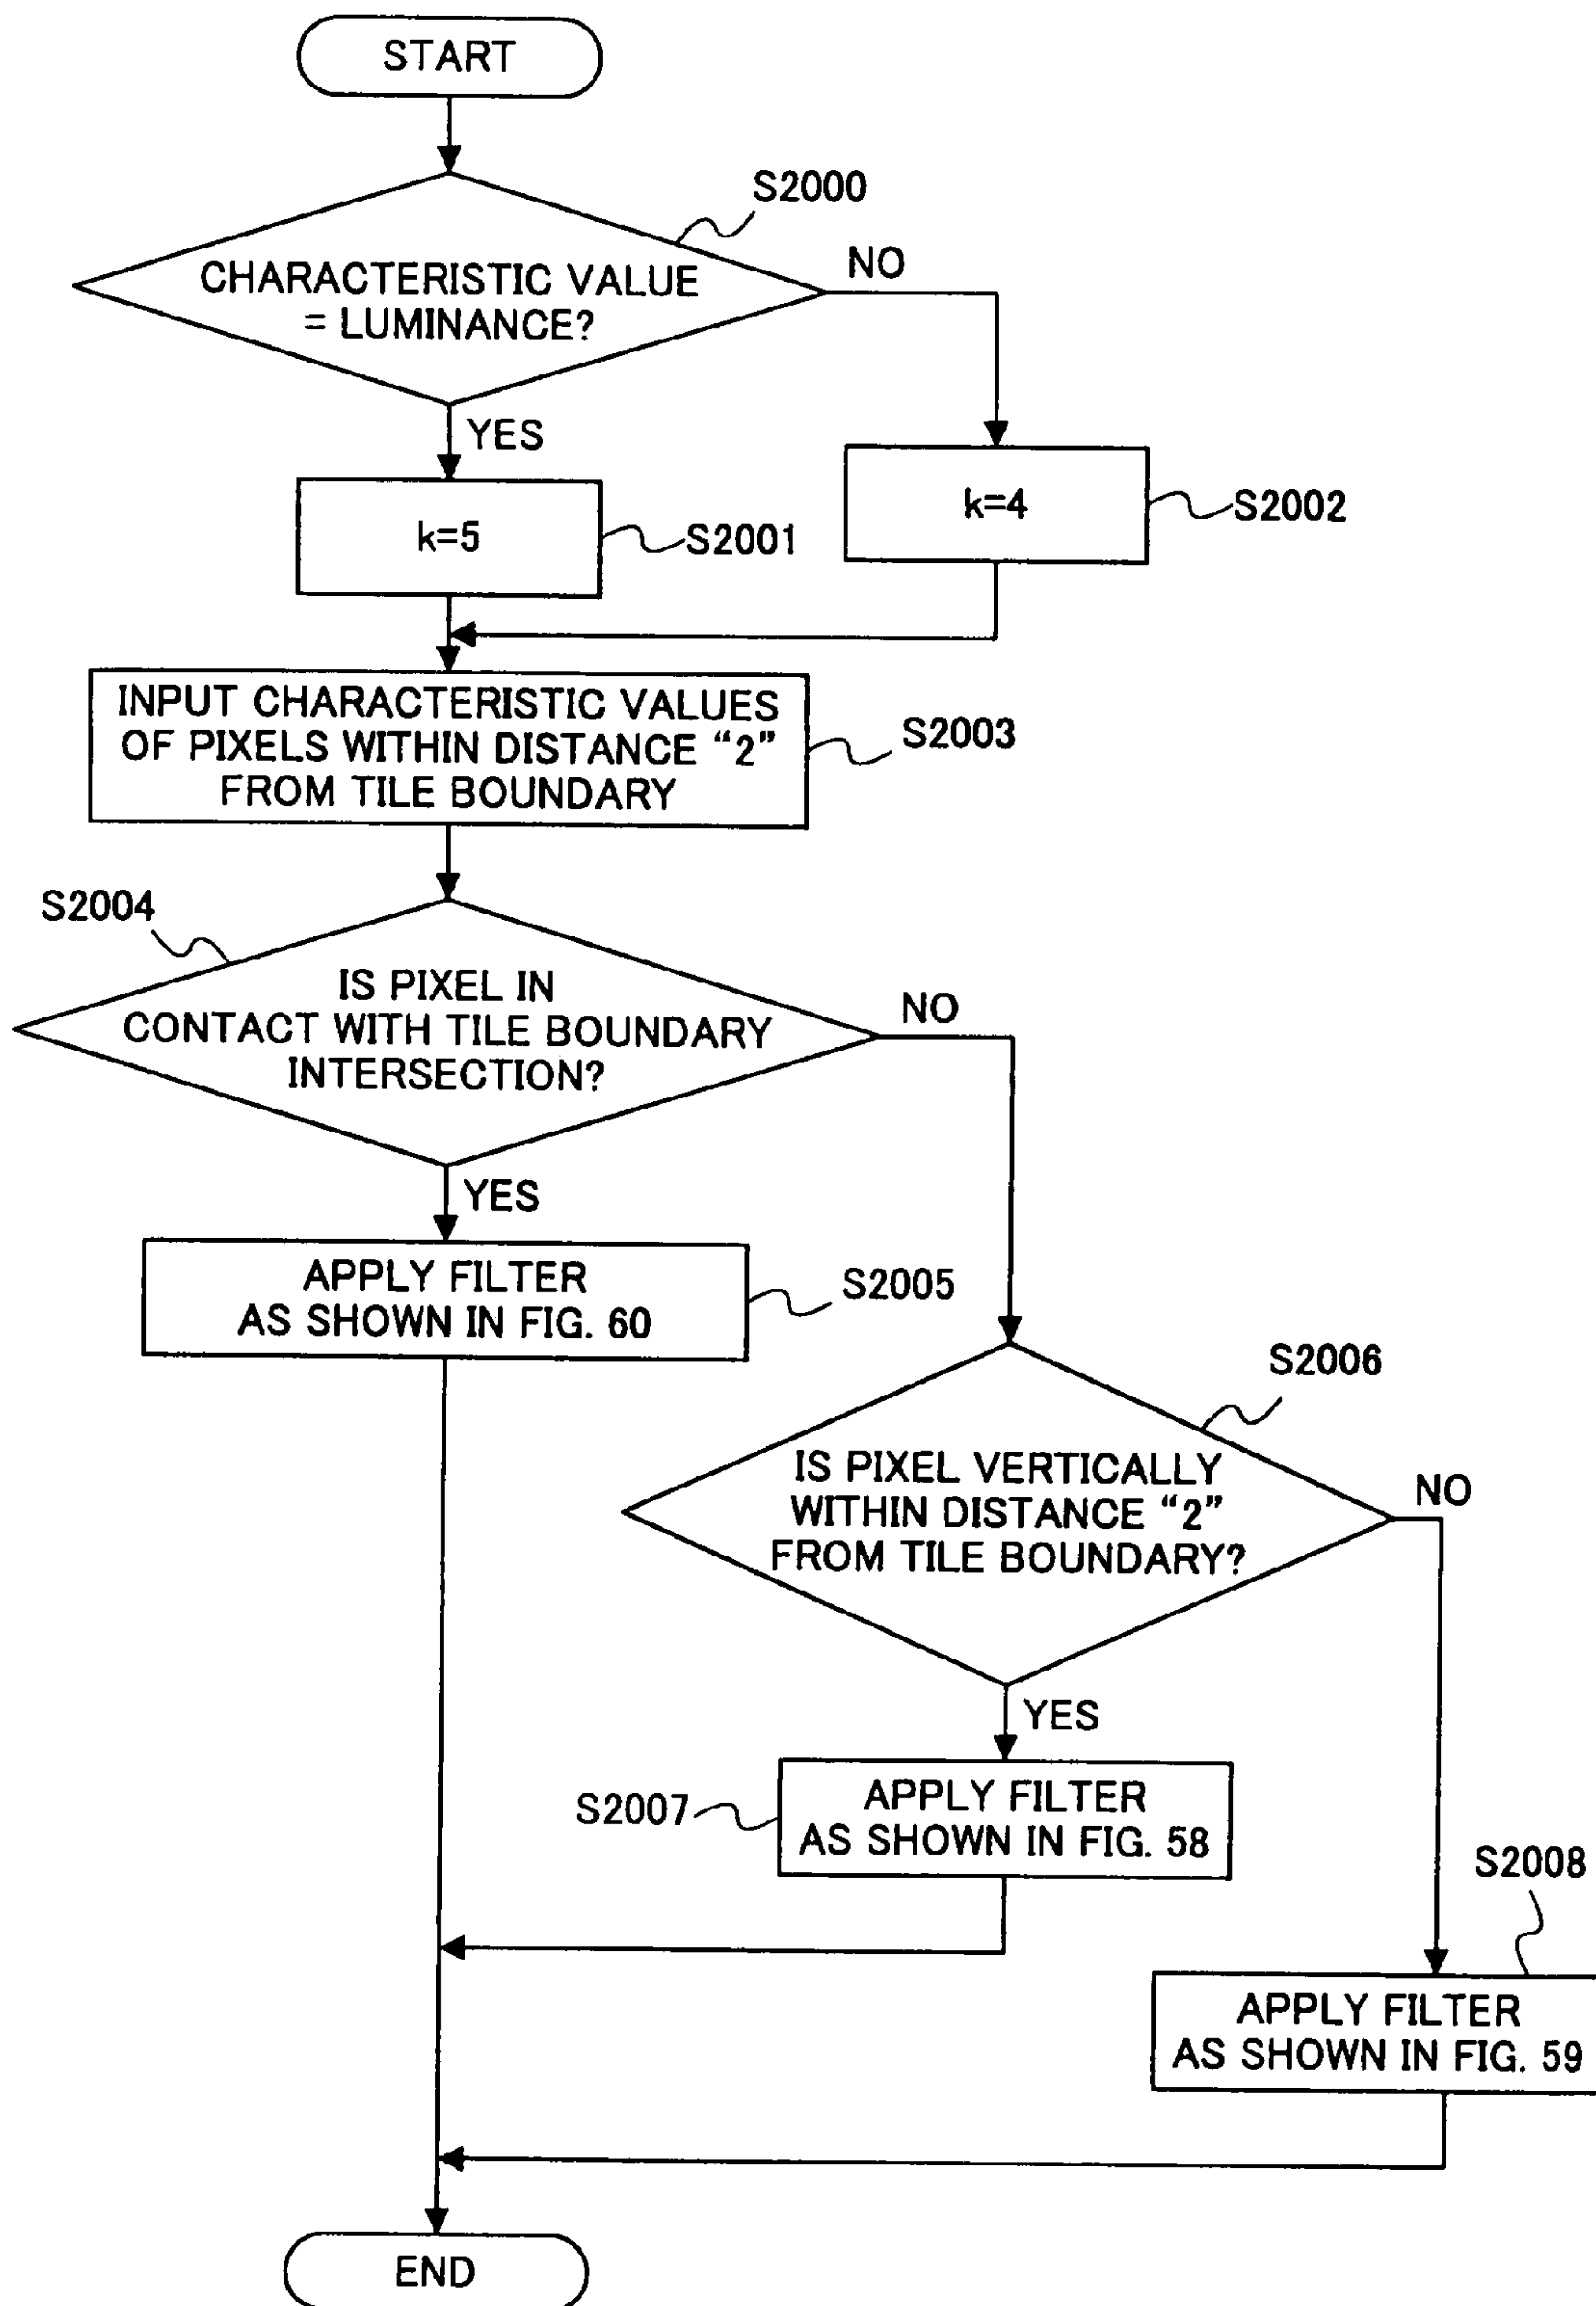 START
S2000
CHARACTERISTIC VALUE
= LUMINANCE?
NO
YES
k=5
S2001
k=4
S2002
INPUT CHARACTERISTIC VALUES
OF PIXELS WITHIN DISTANCE “2”
FROM TILE BOUNDARY
S2003
S2004
IS PIXEL IN
CONTACT WITH TILE BOUNDARY
INTERSECTION?
NO
YES
APPLY FILTER
AS SHOWN IN FIG. 60
S2005
S2006
IS PIXEL VERTICALLY
WITHIN DISTANCE “2”
FROM TILE BOUNDARY?
NO
YES
S2007
APPLY FILTER
AS SHOWN IN FIG. 58
S2008
APPLY FILTER
AS SHOWN IN FIG. 59
END